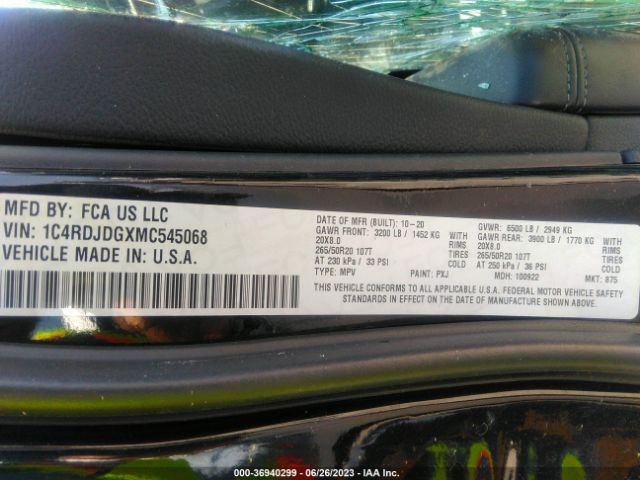 MFD BY: FCA US LLC
VIN: 1C4RDJDGXMC545068
VEHICLE MADE IN: U.S.A.
DATE OF MFR (BUILT): 10-20 GVWR: 6500 LB / 2949 KG
GAWR FRONT: 3200 LB / 1452 KG WITH GAWR REAR: 3900 LB / 1770 KG WITH
20X8.0 RIMS 20X8.0 RIMS
265/50R20 107T TIRES 265/50R20 107T TIRES
AT 230 kPa / 33 PSI COLD AT 250 kPa / 36 PSI COLD
TYPE: MPV PAINT: PXJ MDH: 100922 MKT: 875
THIS VEHICLE CONFORMS TO ALL APPLICABLE U.S.A. FEDERAL MOTOR VEHICLE SAFETY
STANDARDS IN EFFECT ON THE DATE OF MANUFACTURE SHOWN ABOVE.
000-36940299 - 06/26/2023 - IAA Inc.